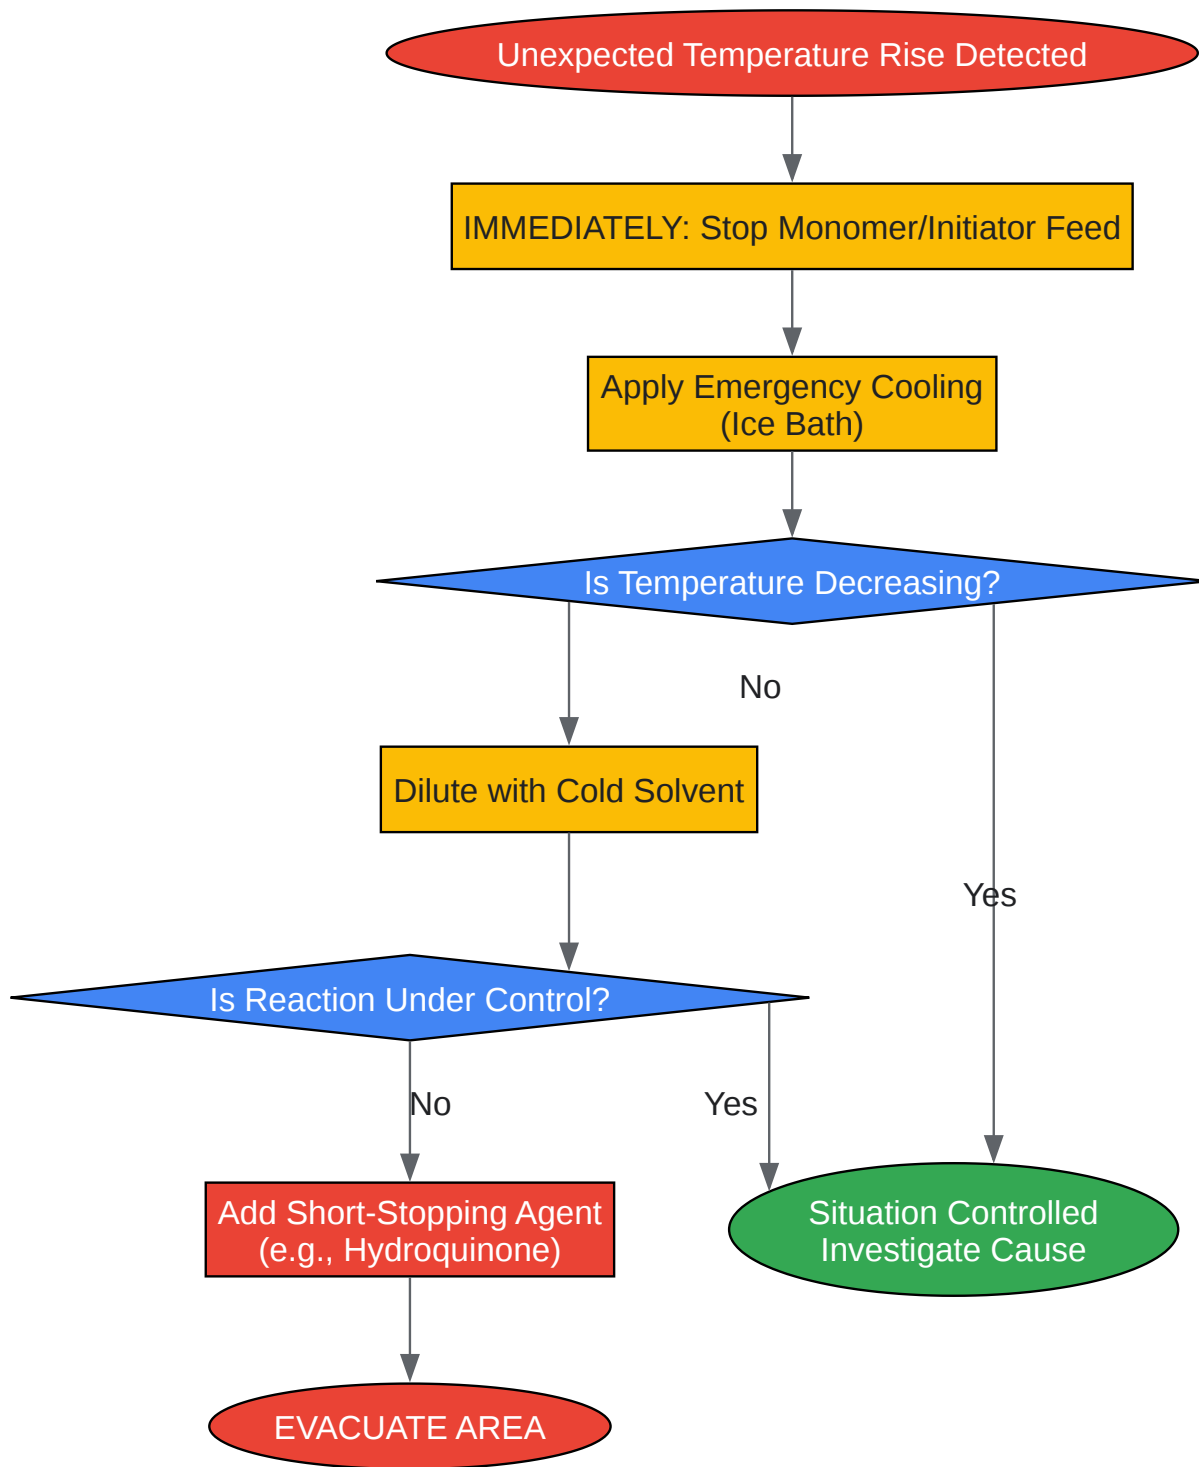 Unexpected Temperature Rise Detected
IMMEDIATELY: Stop Monomer/Initiator Feed
Apply Emergency Cooling
(Ice Bath)
Is Temperature Decreasing?
No
Dilute with Cold Solvent
Yes
Is Reaction Under Control?
No
Yes
Add Short-Stopping Agent
(e.g., Hydroquinone)
Situation Controlled
Investigate Cause
EVACUATE AREA